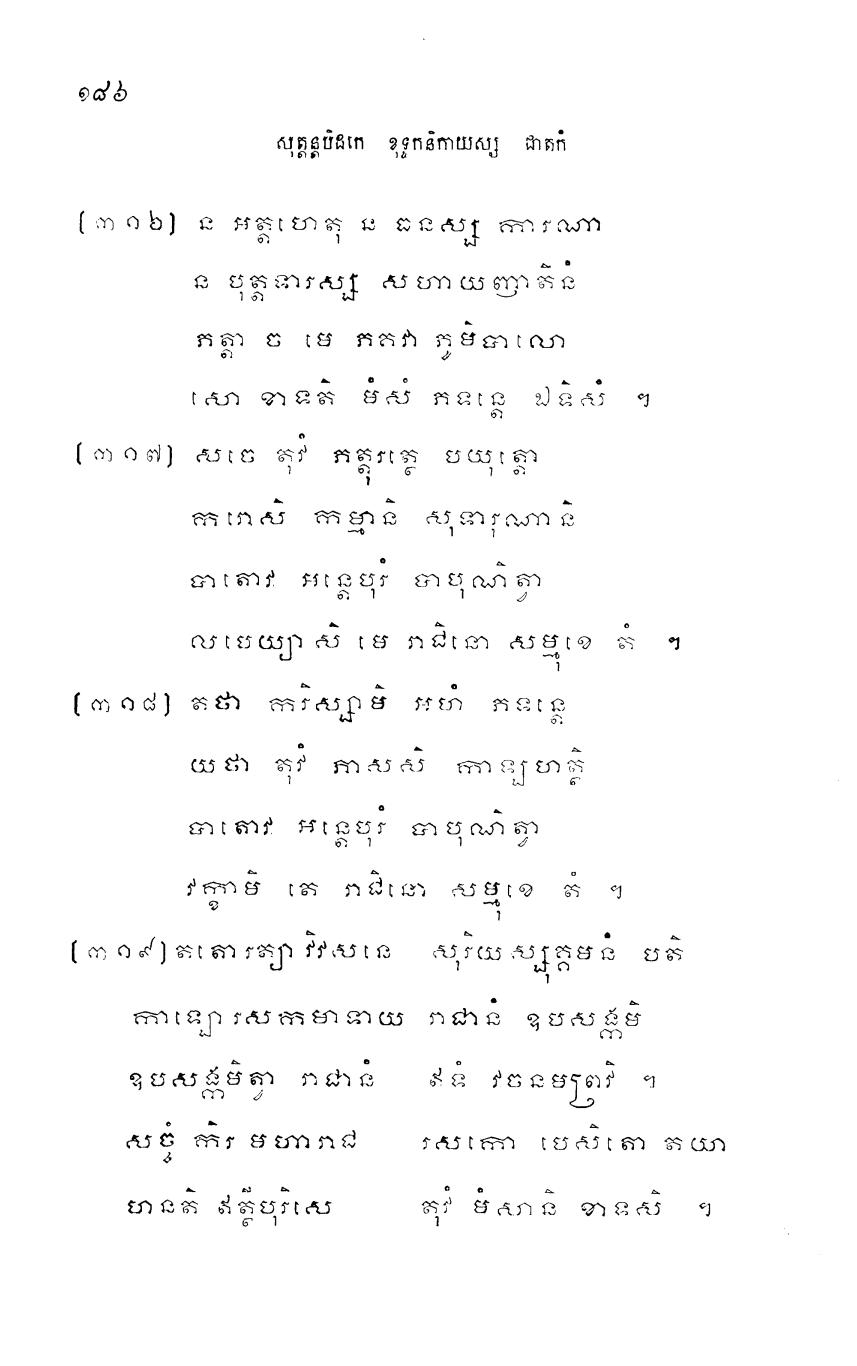 ១៨៦
សុត្តន្តបិដកេ ខុទ្ទកនិកាយស្ស ជាតកំ
(៣១៦) ន អត្តហេតុ ន ធនស្ស ការណា
ន បុត្តទារស្ស សហាយញាតិនំ
ភត្តា ច មេ ភគវា ភូមិបាលោ
សោ ខាទតិ មំសំ ភទន្តេ ឯទិសំ ។
(៣១៧) សចេ តុវំ ភត្តុរត្ថេ បយុត្តោ
ករោសិ កម្មានិ សុទារុណានិ
បាតោវ អន្តេបុរំ បាបុណិត្វា
លបេយ្យាសិ មេ រាជិនោ សម្មុខេ តំ ។
(៣១៨) តថា ករិស្សាមិ អហំ ភទន្តេ
យថា តុវំ ភាសសិ កាឡហត្តិ
បាតោវ អន្តេបុរំ បាបុណិត្វា
វក្ខាមិ តេ រាជិនោ សម្មុខេ តំ ។
(៣១៩) តតោ រត្យា វិវសនេ សុរិយស្សុគ្គមនំ បតិ
កាឡោ រសកមាទាយ រាជានំ ឧបសង្កមិ
ឧបសង្កមិត្វា រាជានំ ឥទំ វចនមព្រវិ ។
សច្ចំ កិរ មហារាជ រសកោ បេសិតោ តយា
ហនតិ ឥត្ថីបុរិសេ តុវំ មំសានិ ខាទសិ ។